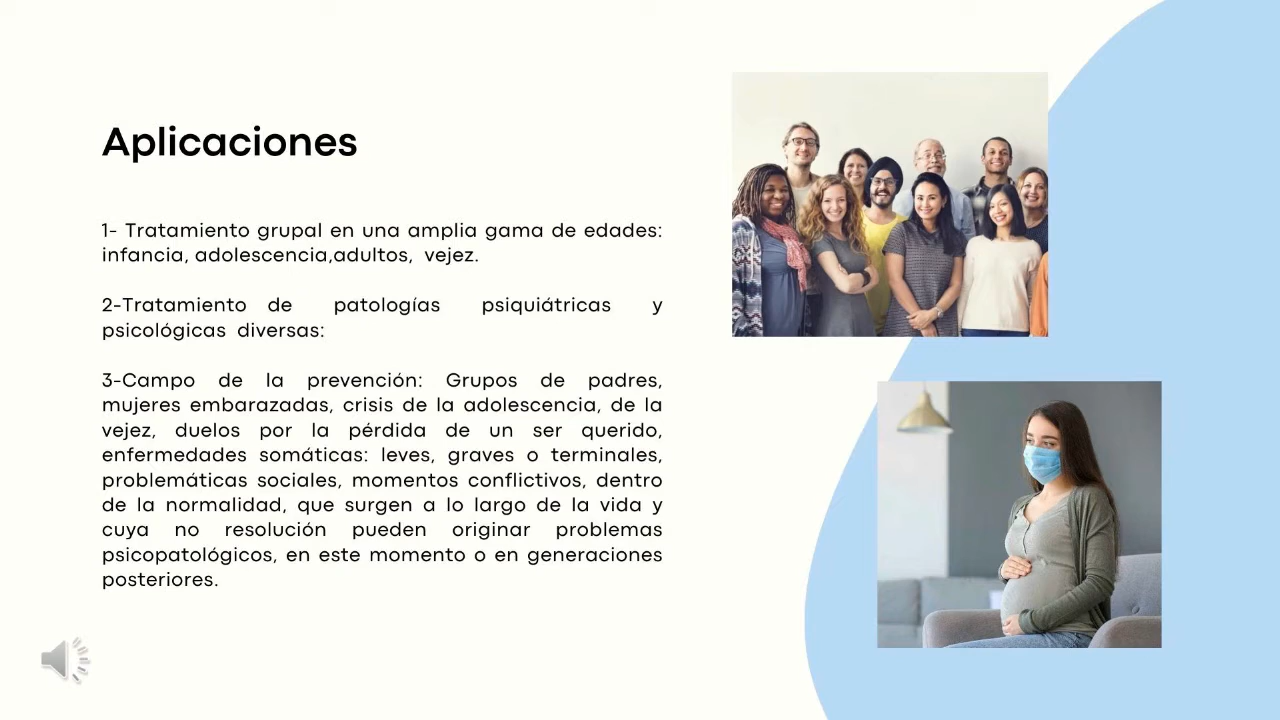 Aplicaciones
1- Tratamiento grupal en una amplia gama de edades:
infancia, adolescencia,adultos, vejez.
2-Tratamiento de patologías psiquiátricas y
psicológicas diversas:
3-Campo de la prevención: Grupos de padres,
mujeres embarazadas, crisis de la adolescencia, de la
vejez, duelos por la pérdida de un ser querido,
enfermedades somáticas: leves, graves o terminales,
problemáticas sociales, momentos conflictivos, dentro
de la normalidad, que surgen a lo largo de la vida y
cuya no resolución pueden originar problemas
psicopatológicos, en este momento o en generaciones
posteriores.